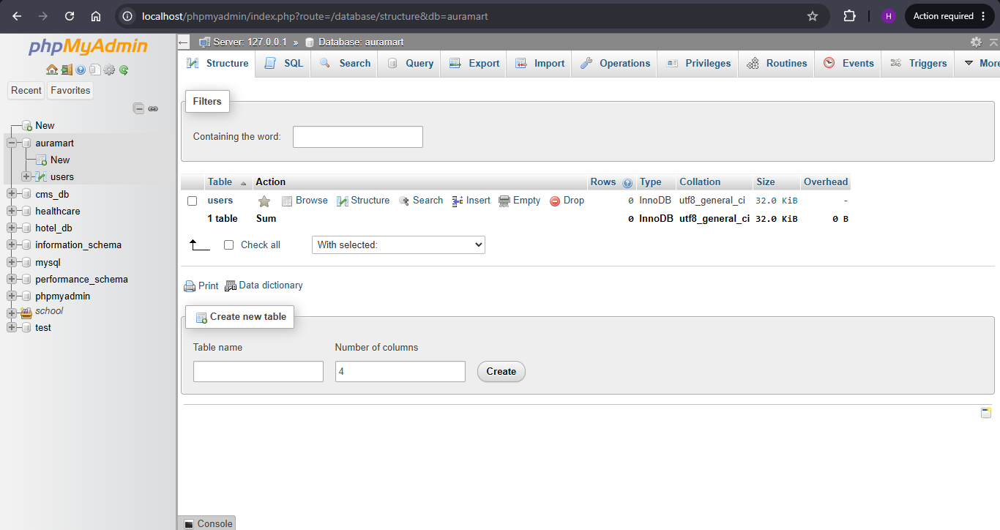 localhost/phpmyadmin/index.php?route=/database/structure&db=auramart
H
Action required
phpMyAdmin
Recent Favorites
New
auramart
New
users
cms_db
healthcare
hotel_db
information_schema
mysql
performance_schema
phpmyadmin
school
test
Server: 127.0.0.1 » Database: auramart
Structure SQL Search Query Export Import Operations Privileges Routines Events Triggers More
Filters
Containing the word:
Table Action Rows Type Collation Size Overhead
users Browse Structure Search Insert Empty Drop 0 InnoDB utf8_general_ci 32.0 KiB -
1 table Sum 0 InnoDB utf8_general_ci 32.0 KiB 0 B
Check all With selected:
Print Data dictionary
Create new table
Table name Number of columns
4 Create
Console